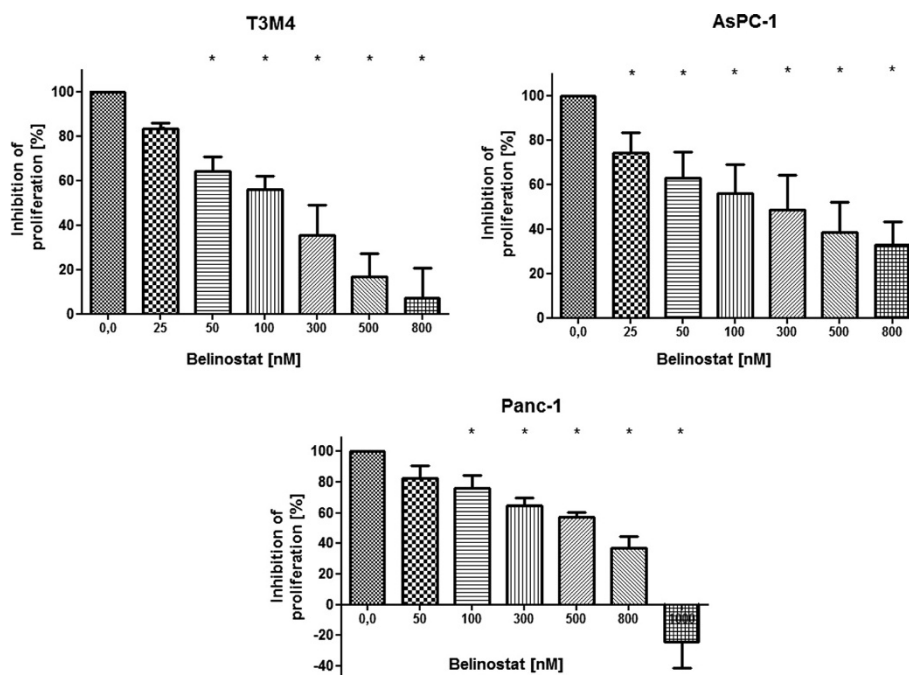 T3M4
* * * * *
Inhibition of
proliferation [%]
100
80
60
40
20
0
0,0 25 50 100 300 500 800
Belinostat [nM]
AsPC-1
* * * * * *
Inhibition of
proliferation [%]
100
80
60
40
20
0
0,0 25 50 100 300 500 800
Belinostat [nM]
Panc-1
* * * * *
Inhibition of
proliferation [%]
100
80
60
40
20
0
-20
-40
0,0 50 100 300 500 800 1000
Belinostat [nM]